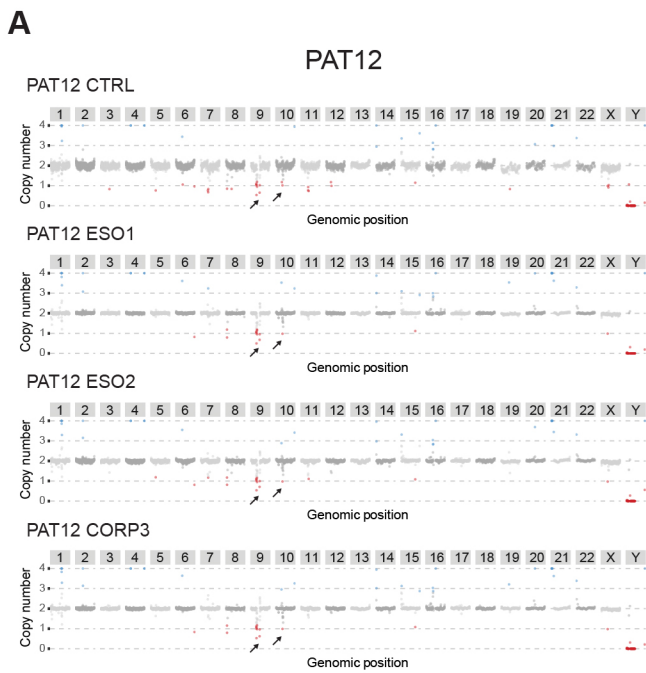 A
PAT12
PAT12 CTRL
1 2 3 4 5 6 7 8 9 10 11 12 13 14 15 16 17 18 19 20 21 22 X Y
Copy number
4
3
2
1
0
Genomic position
PAT12 ESO1
1 2 3 4 5 6 7 8 9 10 11 12 13 14 15 16 17 18 19 20 21 22 X Y
Copy number
4
3
2
1
0
Genomic position
PAT12 ESO2
1 2 3 4 5 6 7 8 9 10 11 12 13 14 15 16 17 18 19 20 21 22 X Y
Copy number
4
3
2
1
0
Genomic position
PAT12 CORP3
1 2 3 4 5 6 7 8 9 10 11 12 13 14 15 16 17 18 19 20 21 22 X Y
Copy number
4
3
2
1
0
Genomic position